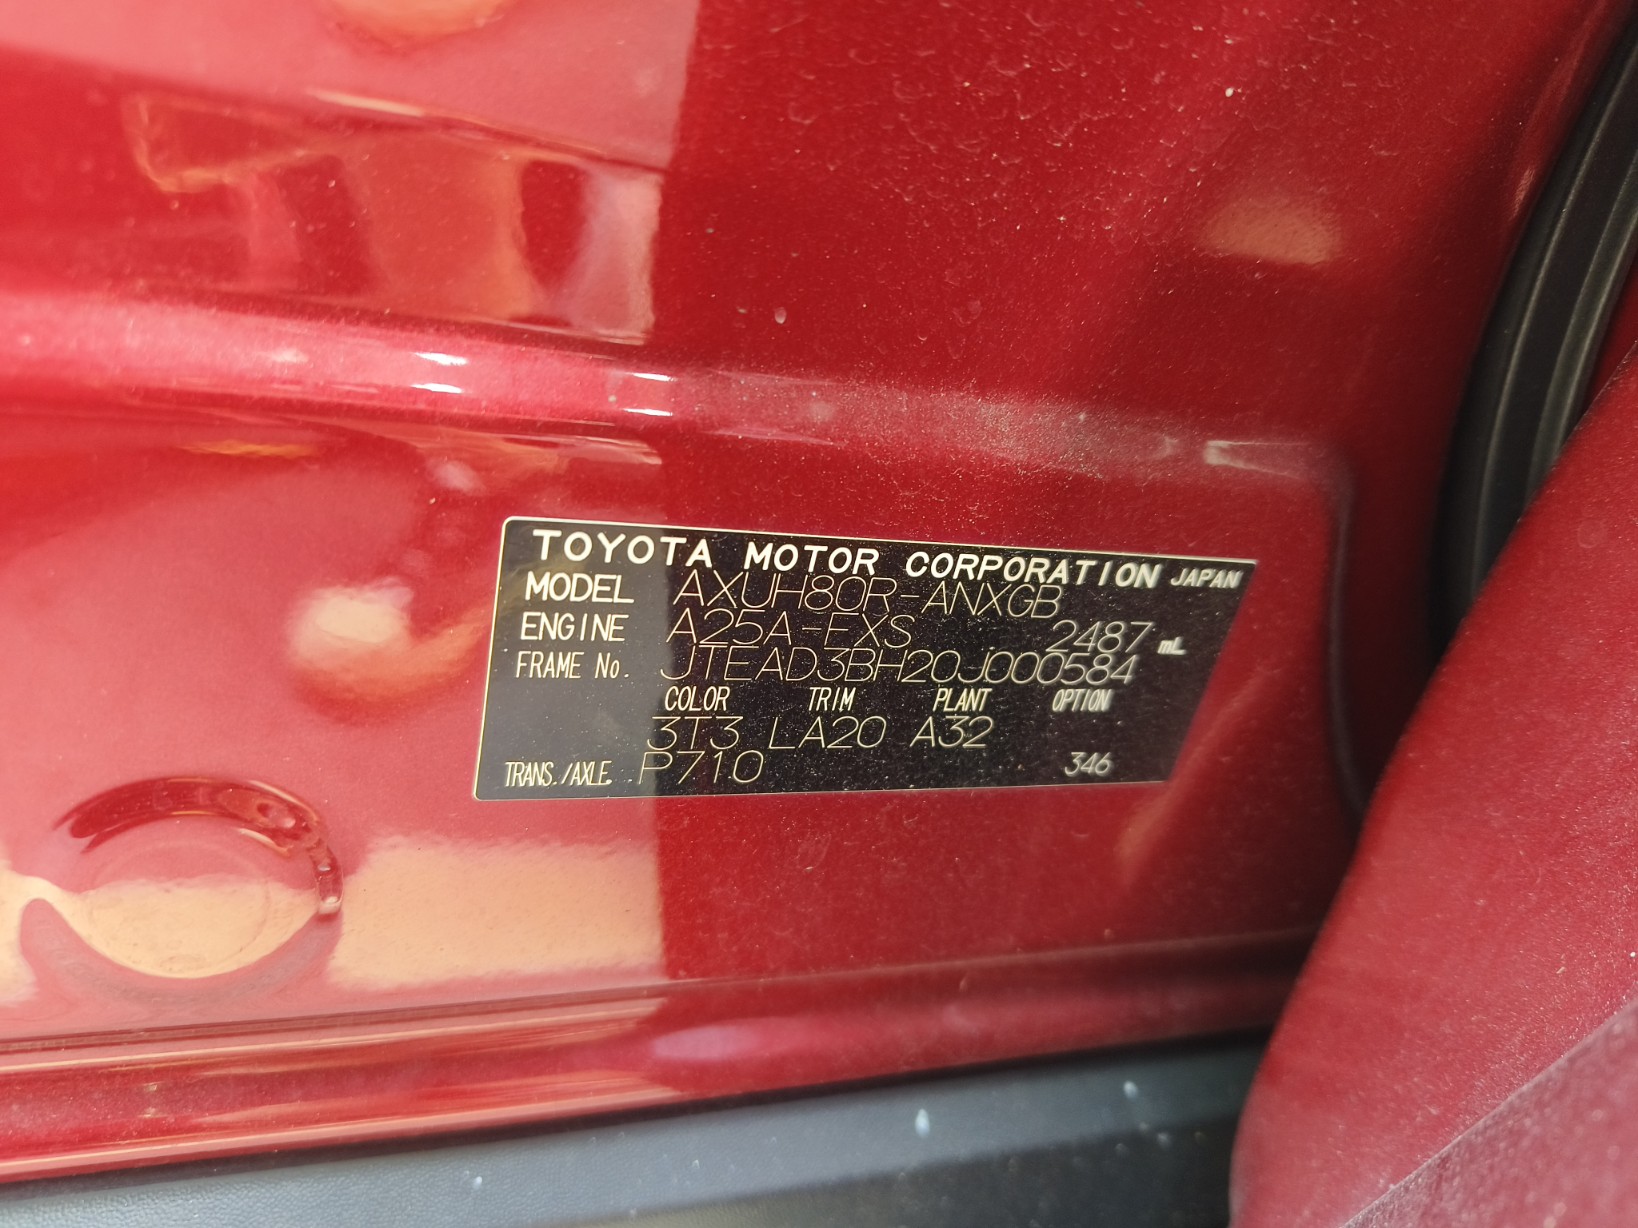 TOYOTA MOTOR CORPORATION JAPAN
MODEL AXUH80R-ANXGB
ENGINE A25A-FXS 2487 mL
FRAME No. JTEAD3BH20J000584
COLOR TRIM PLANT OPTION
3T3 LA20 A32
TRANS./AXLE P710 346